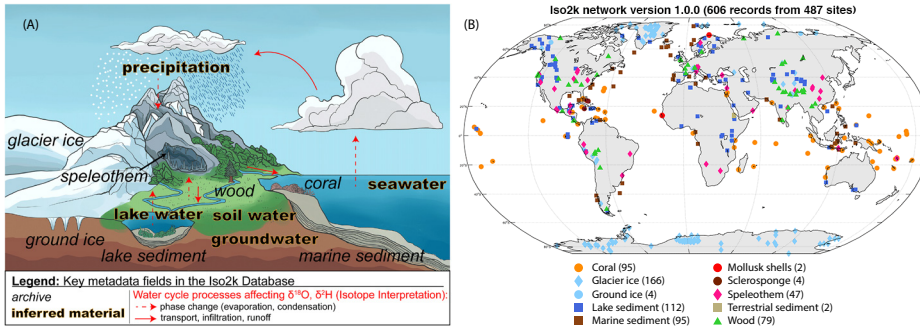 (A)
precipitation
glacier ice
speleothem
wood
coral
seawater
lake water
soil water
groundwater
ground ice
lake sediment
marine sediment
Legend: Key metadata fields in the Iso2k Database
archive
inferred material
Water cycle processes affecting δ¹⁸O, δ²H (Isotope Interpretation):
phase change (evaporation, condensation)
transport, infiltration, runoff
(B)
Iso2k network version 1.0.0 (606 records from 487 sites)
Coral (95)
Glacier ice (166)
Ground ice (4)
Lake sediment (112)
Marine sediment (95)
Mollusk shells (2)
Sclerosponge (4)
Speleothem (47)
Terrestrial sediment (2)
Wood (79)